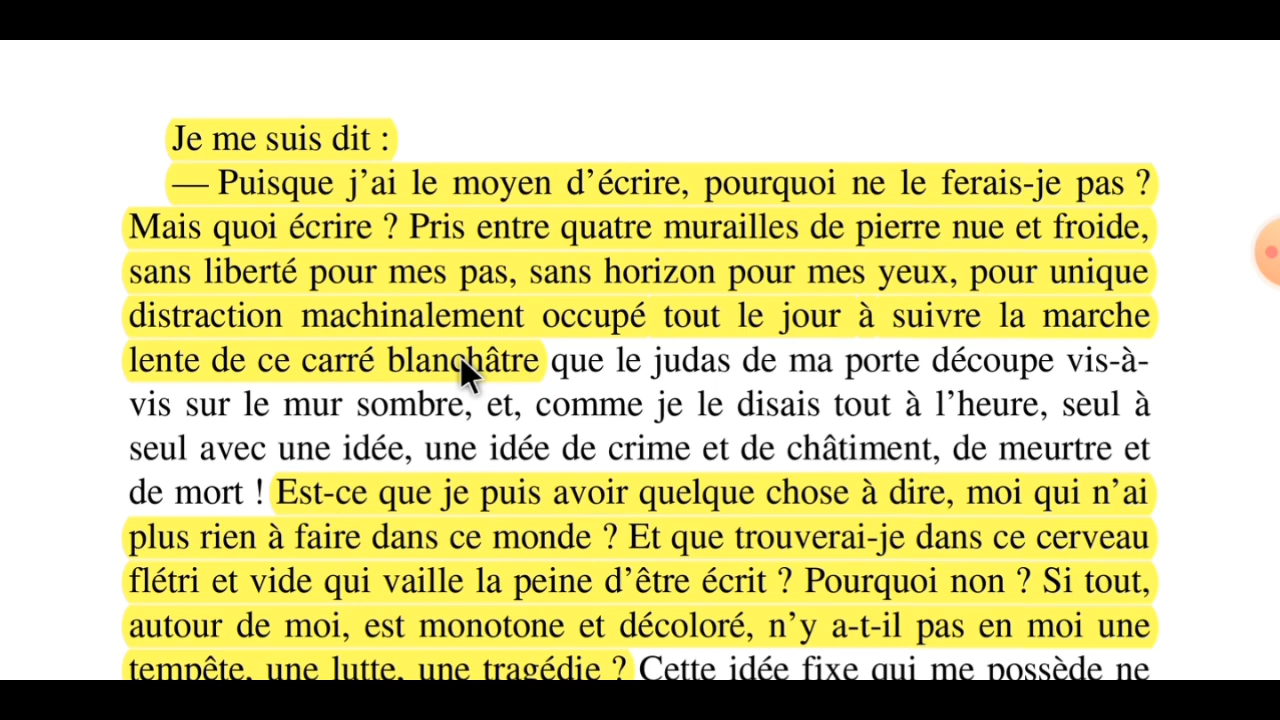 Je me suis dit :
— Puisque j’ai le moyen d’écrire, pourquoi ne le ferais-je pas ?
Mais quoi écrire ? Pris entre quatre murailles de pierre nue et froide,
sans liberté pour mes pas, sans horizon pour mes yeux, pour unique
distraction machinalement occupé tout le jour à suivre la marche
lente de ce carré blanchâtre que le judas de ma porte découpe vis-à-
vis sur le mur sombre, et, comme je le disais tout à l’heure, seul à
seul avec une idée, une idée de crime et de châtiment, de meurtre et
de mort ! Est-ce que je puis avoir quelque chose à dire, moi qui n’ai
plus rien à faire dans ce monde ? Et que trouverai-je dans ce cerveau
flétri et vide qui vaille la peine d’être écrit ? Pourquoi non ? Si tout,
autour de moi, est monotone et décoloré, n’y a-t-il pas en moi une
tempête, une lutte, une tragédie ? Cette idée fixe qui me possède ne